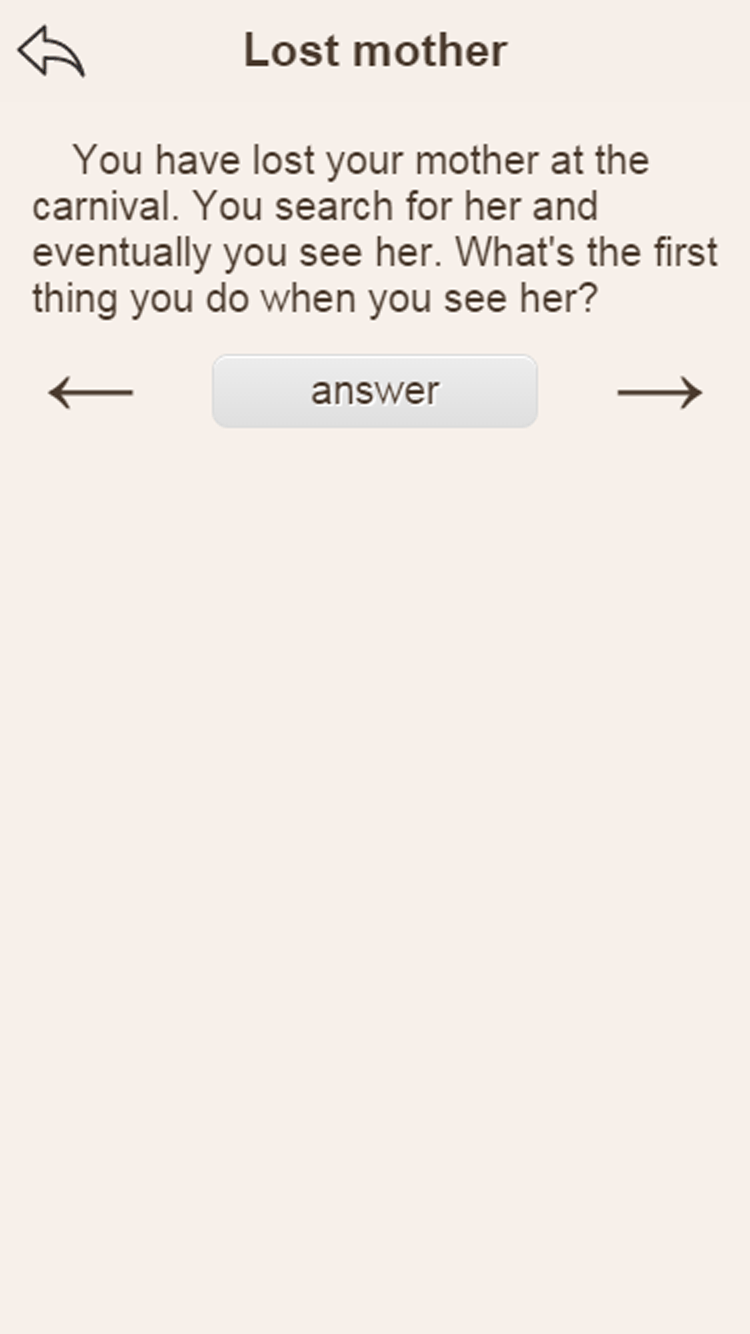 Lost mother
You have lost your mother at the
carnival. You search for her and
eventually you see her. What's the first
thing you do when you see her?
answer